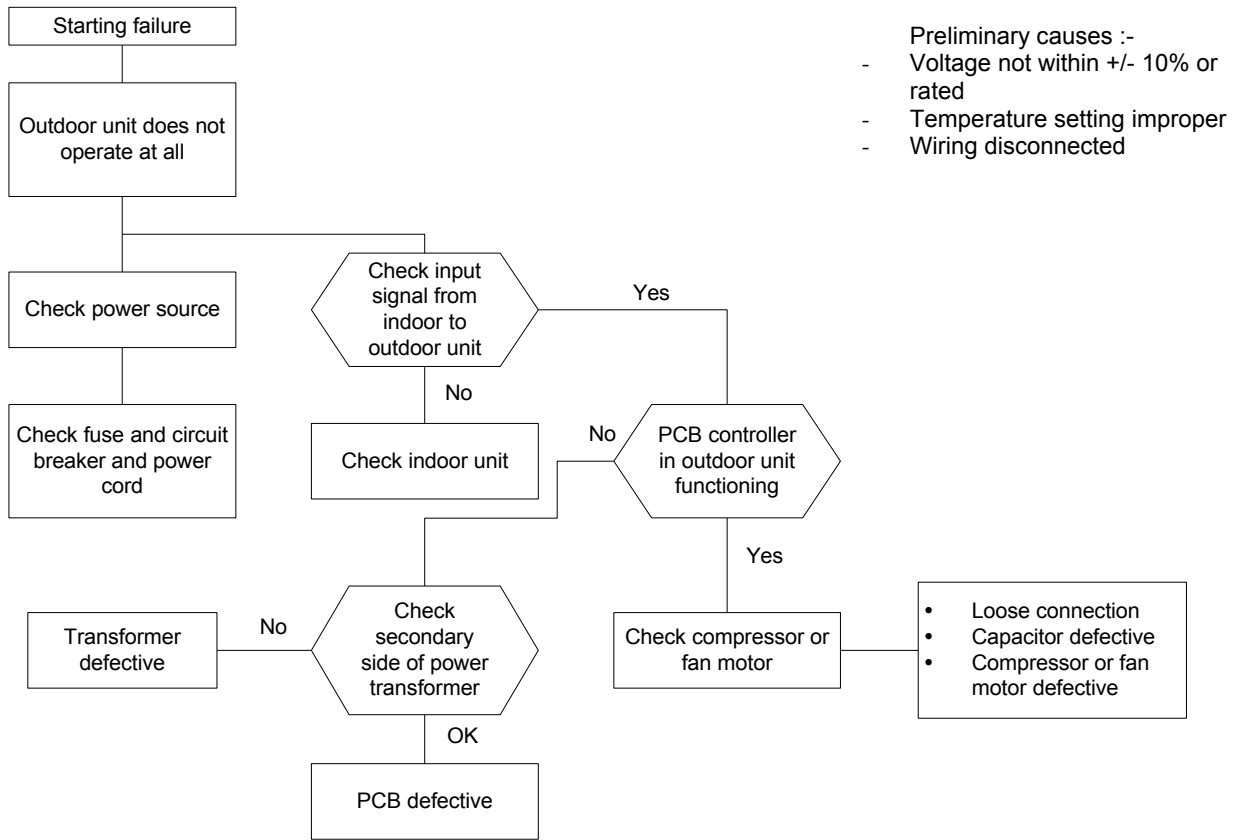 Starting failure
Preliminary causes :-
- Voltage not within +/- 10% or
rated
- Temperature setting improper
- Wiring disconnected
Outdoor unit does not
operate at all
Check power source
Check input
signal from
indoor to
outdoor unit
Yes
No
Check fuse and circuit
breaker and power
cord
Check indoor unit
No
PCB controller
in outdoor unit
functioning
Yes
Transformer
defective
No
Check
secondary
side of power
transformer
Check compressor or
fan motor
• Loose connection
• Capacitor defective
• Compressor or fan
motor defective
OK
PCB defective